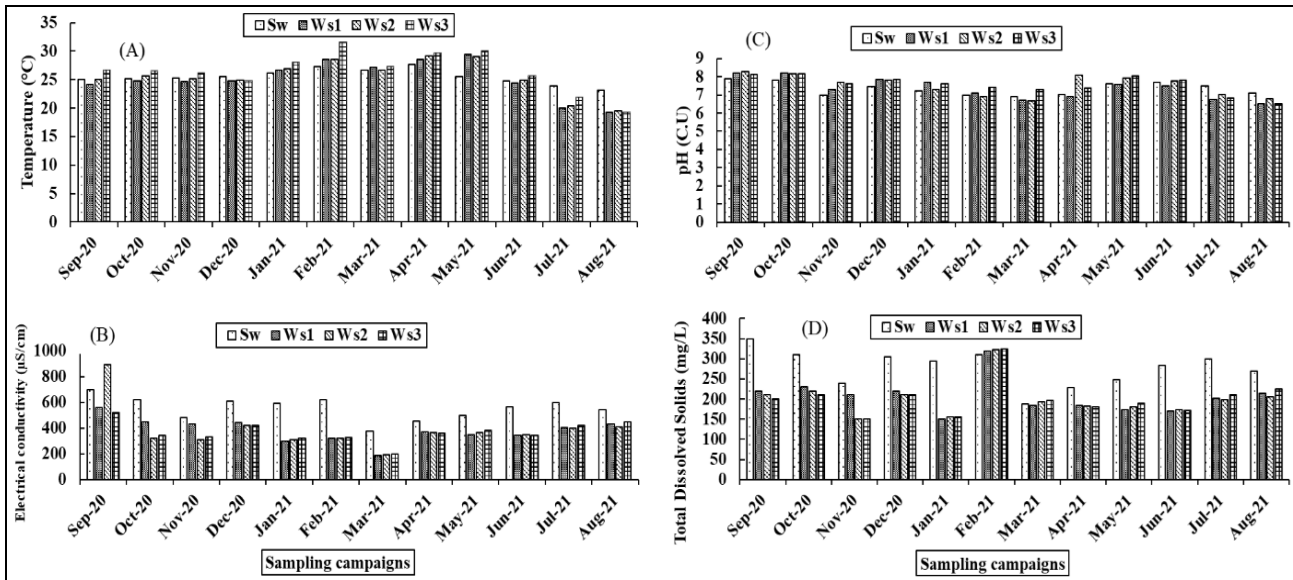 (A)
Sw Ws1 Ws2 Ws3
Temperature (°C)
35
30
25
20
15
10
5
0
Sep-20 Oct-20 Nov-20 Dec-20 Jan-21 Feb-21 Mar-21 Apr-21 May-21 Jun-21 Jul-21 Aug-21
(C)
Sw Ws1 Ws2 Ws3
pH (C.U)
9
8
7
6
5
4
3
2
1
0
Sep-20 Oct-20 Nov-20 Dec-20 Jan-21 Feb-21 Mar-21 Apr-21 May-21 Jun-21 Jul-21 Aug-21
(B)
Sw Ws1 Ws2 Ws3
Electrical conductivity (µS/cm)
1000
800
600
400
200
0
Sep-20 Oct-20 Nov-20 Dec-20 Jan-21 Feb-21 Mar-21 Apr-21 May-21 Jun-21 Jul-21 Aug-21
Sampling campaigns
(D)
Sw Ws1 Ws2 Ws3
Total Dissolved Solids (mg/L)
400
350
300
250
200
150
100
50
0
Sep-20 Oct-20 Nov-20 Dec-20 Jan-21 Feb-21 Mar-21 Apr-21 May-21 Jun-21 Jul-21 Aug-21
Sampling campaigns